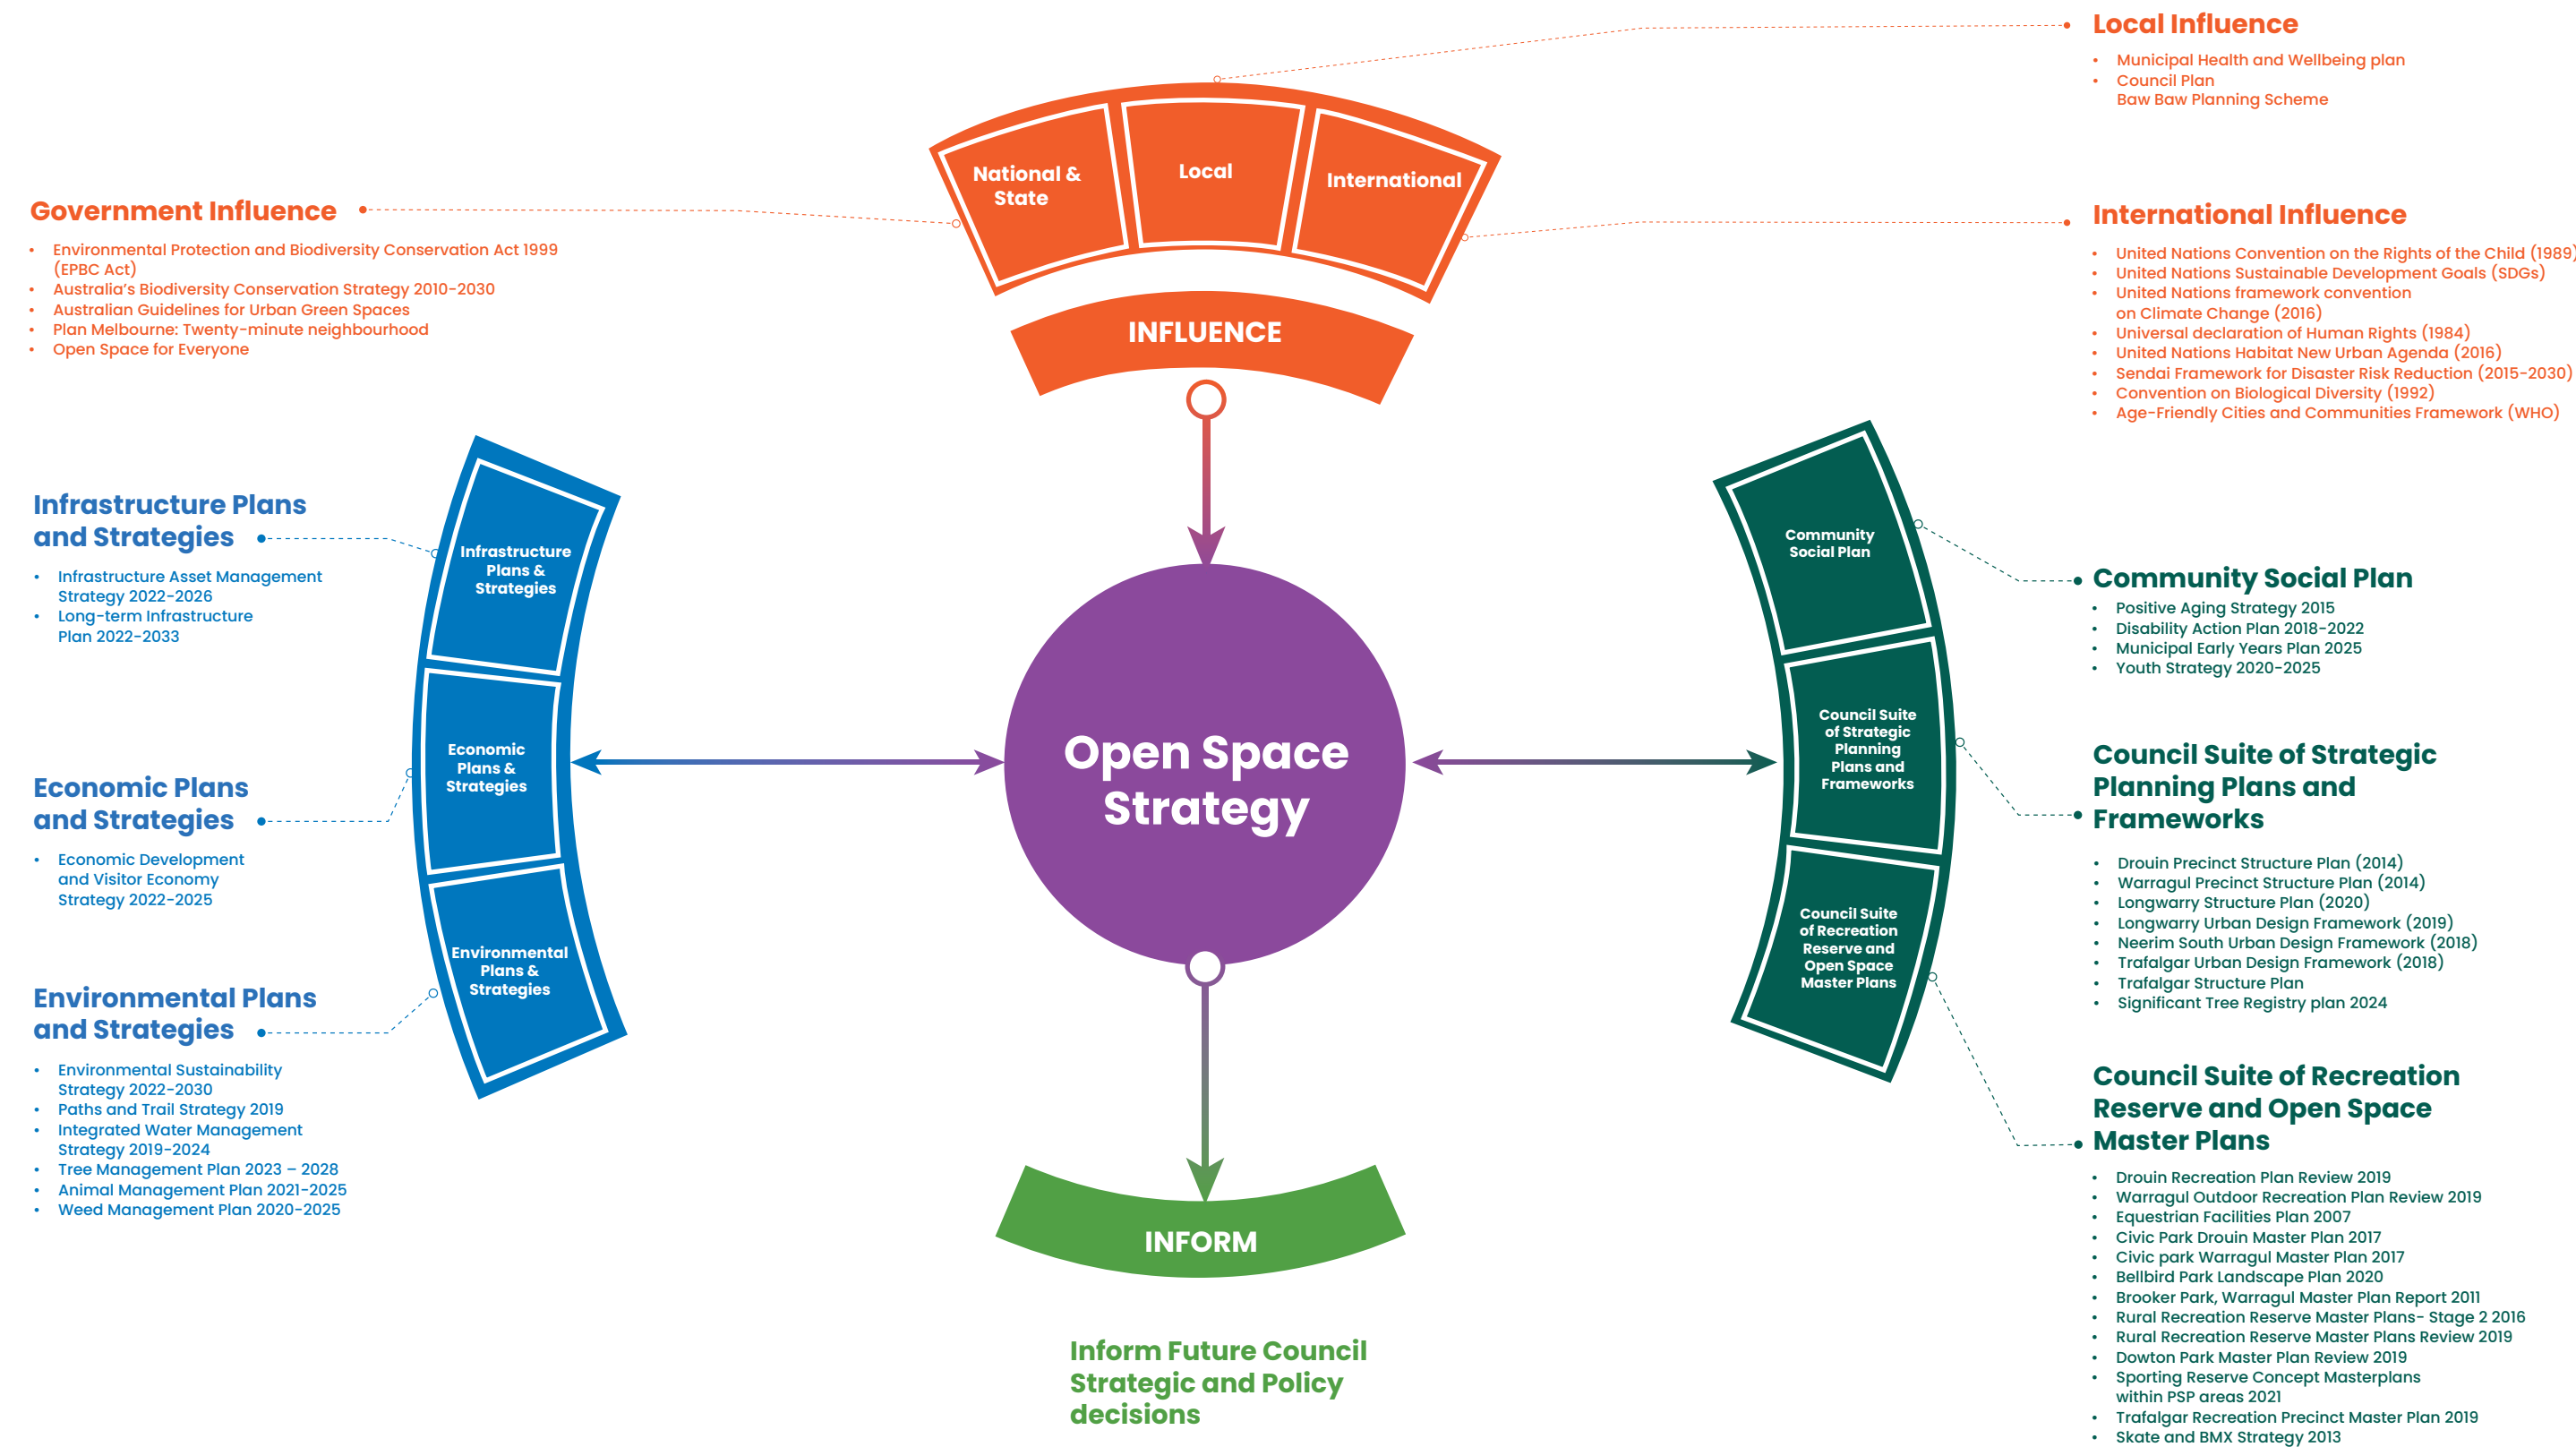 Local Influence
• Municipal Health and Wellbeing plan
• Council Plan
Baw Baw Planning Scheme
National &
State
Local
International
Government Influence
• Environmental Protection and Biodiversity Conservation Act 1999
(EPBC Act)
• Australia's Biodiversity Conservation Strategy 2010-2030
• Australian Guidelines for Urban Green Spaces
• Plan Melbourne: Twenty-minute neighbourhood
• Open Space for Everyone
International Influence
• United Nations Convention on the Rights of the Child (1989)
• United Nations Sustainable Development Goals (SDGs)
• United Nations framework convention
on Climate Change (2016)
• Universal declaration of Human Rights (1984)
• United Nations Habitat New Urban Agenda (2016)
• Sendai Framework for Disaster Risk Reduction (2015-2030)
• Convention on Biological Diversity (1992)
• Age-Friendly Cities and Communities Framework (WHO)
INFLUENCE
Infrastructure Plans
and Strategies
• Infrastructure Asset Management
Strategy 2022-2026
• Long-term Infrastructure
Plan 2022-2033
Economic Plans
and Strategies
• Economic Development
and Visitor Economy
Strategy 2022-2025
Environmental Plans
and Strategies
• Environmental Sustainability
Strategy 2022-2030
• Paths and Trail Strategy 2019
• Integrated Water Management
Strategy 2019-2024
• Tree Management Plan 2023 – 2028
• Animal Management Plan 2021-2025
• Weed Management Plan 2020-2025
Infrastructure
Plans &
Strategies
Economic
Plans &
Strategies
Environmental
Plans &
Strategies
Open Space
Strategy
Community
Social Plan
Council Suite
of Strategic
Planning
Plans and
Frameworks
Council Suite
of Recreation
Reserve and
Open Space
Master Plans
Community Social Plan
• Positive Aging Strategy 2015
• Disability Action Plan 2018-2022
• Municipal Early Years Plan 2025
• Youth Strategy 2020-2025
Council Suite of Strategic
Planning Plans and
Frameworks
• Drouin Precinct Structure Plan (2014)
• Warragul Precinct Structure Plan (2014)
• Longwarry Structure Plan (2020)
• Longwarry Urban Design Framework (2019)
• Neerim South Urban Design Framework (2018)
• Trafalgar Urban Design Framework (2018)
• Trafalgar Structure Plan
• Significant Tree Registry plan 2024
Council Suite of Recreation
Reserve and Open Space
Master Plans
• Drouin Recreation Plan Review 2019
• Warragul Outdoor Recreation Plan Review 2019
• Equestrian Facilities Plan 2007
• Civic Park Drouin Master Plan 2017
• Civic park Warragul Master Plan 2017
• Bellbird Park Landscape Plan 2020
• Brooker Park, Warragul Master Plan Report 2011
• Rural Recreation Reserve Master Plans- Stage 2 2016
• Rural Recreation Reserve Master Plans Review 2019
• Dowton Park Master Plan Review 2019
• Sporting Reserve Concept Masterplans
within PSP areas 2021
• Trafalgar Recreation Precinct Master Plan 2019
• Skate and BMX Strategy 2013
INFORM
Inform Future Council
Strategic and Policy
decisions